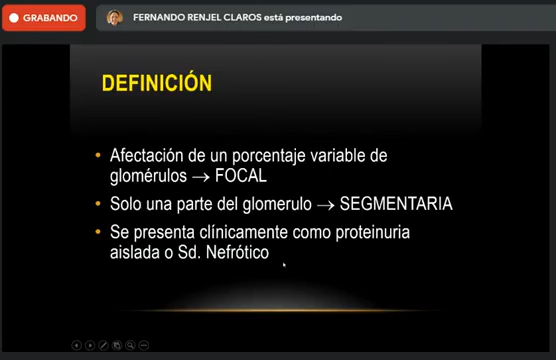 GRABANDO
FERNANDO RENJEL CLAROS está presentando
DEFINICIÓN
• Afectación de un porcentaje variable de
glomérulos → FOCAL
• Solo una parte del glomerulo → SEGMENTARIA
• Se presenta clínicamente como proteinuria
aislada o Sd. Nefrótico